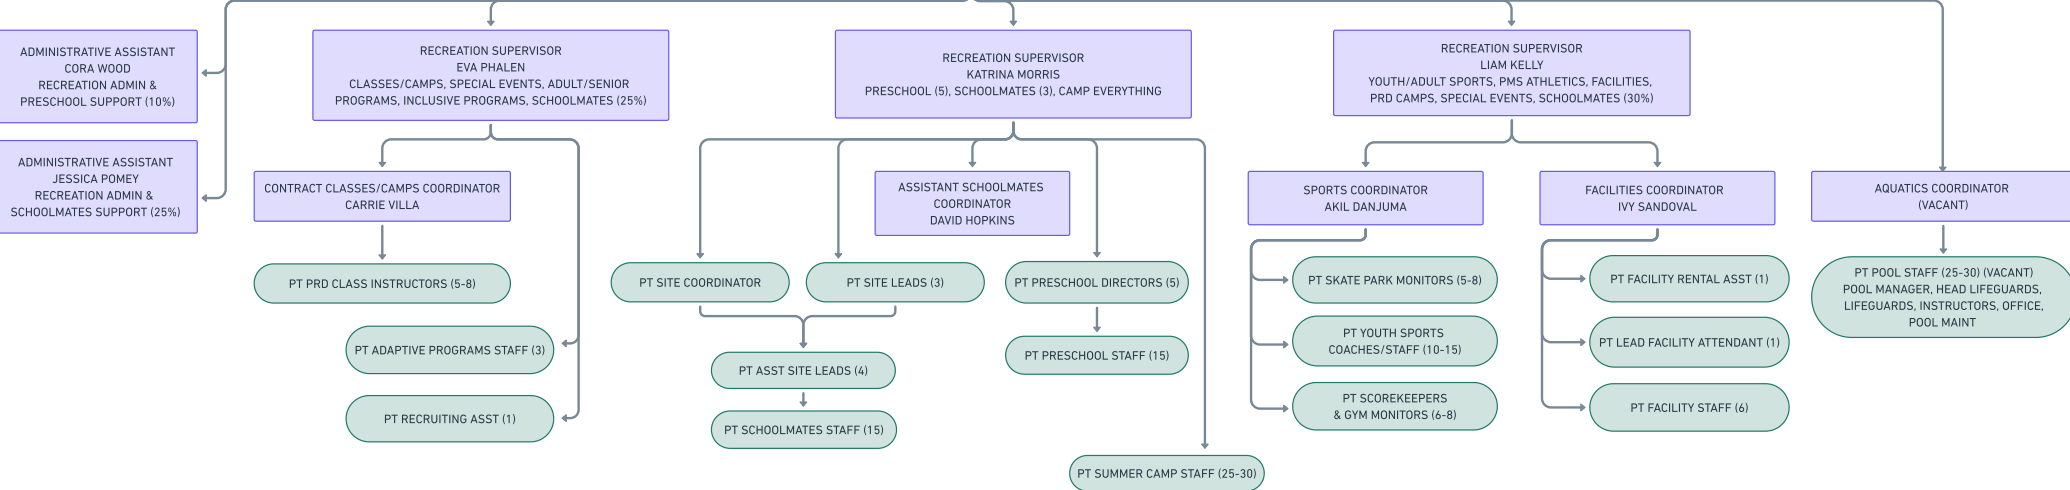 ADMINISTRATIVE ASSISTANT
CORA WOOD
RECREATION ADMIN &
PRESCHOOL SUPPORT (10%)
ADMINISTRATIVE ASSISTANT
JESSICA POMEY
RECREATION ADMIN &
SCHOOLMATES SUPPORT (25%)
RECREATION SUPERVISOR
EVA PHALEN
CLASSES/CAMPS, SPECIAL EVENTS, ADULT/SENIOR
PROGRAMS, INCLUSIVE PROGRAMS, SCHOOLMATES (25%)
CONTRACT CLASSES/CAMPS COORDINATOR
CARRIE VILLA
PT PRD CLASS INSTRUCTORS (5-8)
PT ADAPTIVE PROGRAMS STAFF (3)
PT RECRUITING ASST (1)
RECREATION SUPERVISOR
KATRINA MORRIS
PRESCHOOL (5), SCHOOLMATES (3), CAMP EVERYTHING
ASSISTANT SCHOOLMATES
COORDINATOR
DAVID HOPKINS
PT SITE COORDINATOR
PT SITE LEADS (3)
PT PRESCHOOL DIRECTORS (5)
PT ASST SITE LEADS (4)
PT PRESCHOOL STAFF (15)
PT SCHOOLMATES STAFF (15)
PT SUMMER CAMP STAFF (25-30)
RECREATION SUPERVISOR
LIAM KELLY
YOUTH/ADULT SPORTS, PMS ATHLETICS, FACILITIES,
PRD CAMPS, SPECIAL EVENTS, SCHOOLMATES (30%)
SPORTS COORDINATOR
AKIL DANJUMA
PT SKATE PARK MONITORS (5-8)
PT YOUTH SPORTS
COACHES/STAFF (10-15)
PT SCOREKEEPERS
& GYM MONITORS (6-8)
FACILITIES COORDINATOR
IVY SANDOVAL
PT FACILITY RENTAL ASST (1)
PT LEAD FACILITY ATTENDANT (1)
PT FACILITY STAFF (6)
AQUATICS COORDINATOR
(VACANT)
PT POOL STAFF (25-30) (VACANT)
POOL MANAGER, HEAD LIFEGUARDS,
LIFEGUARDS, INSTRUCTORS, OFFICE,
POOL MAINT